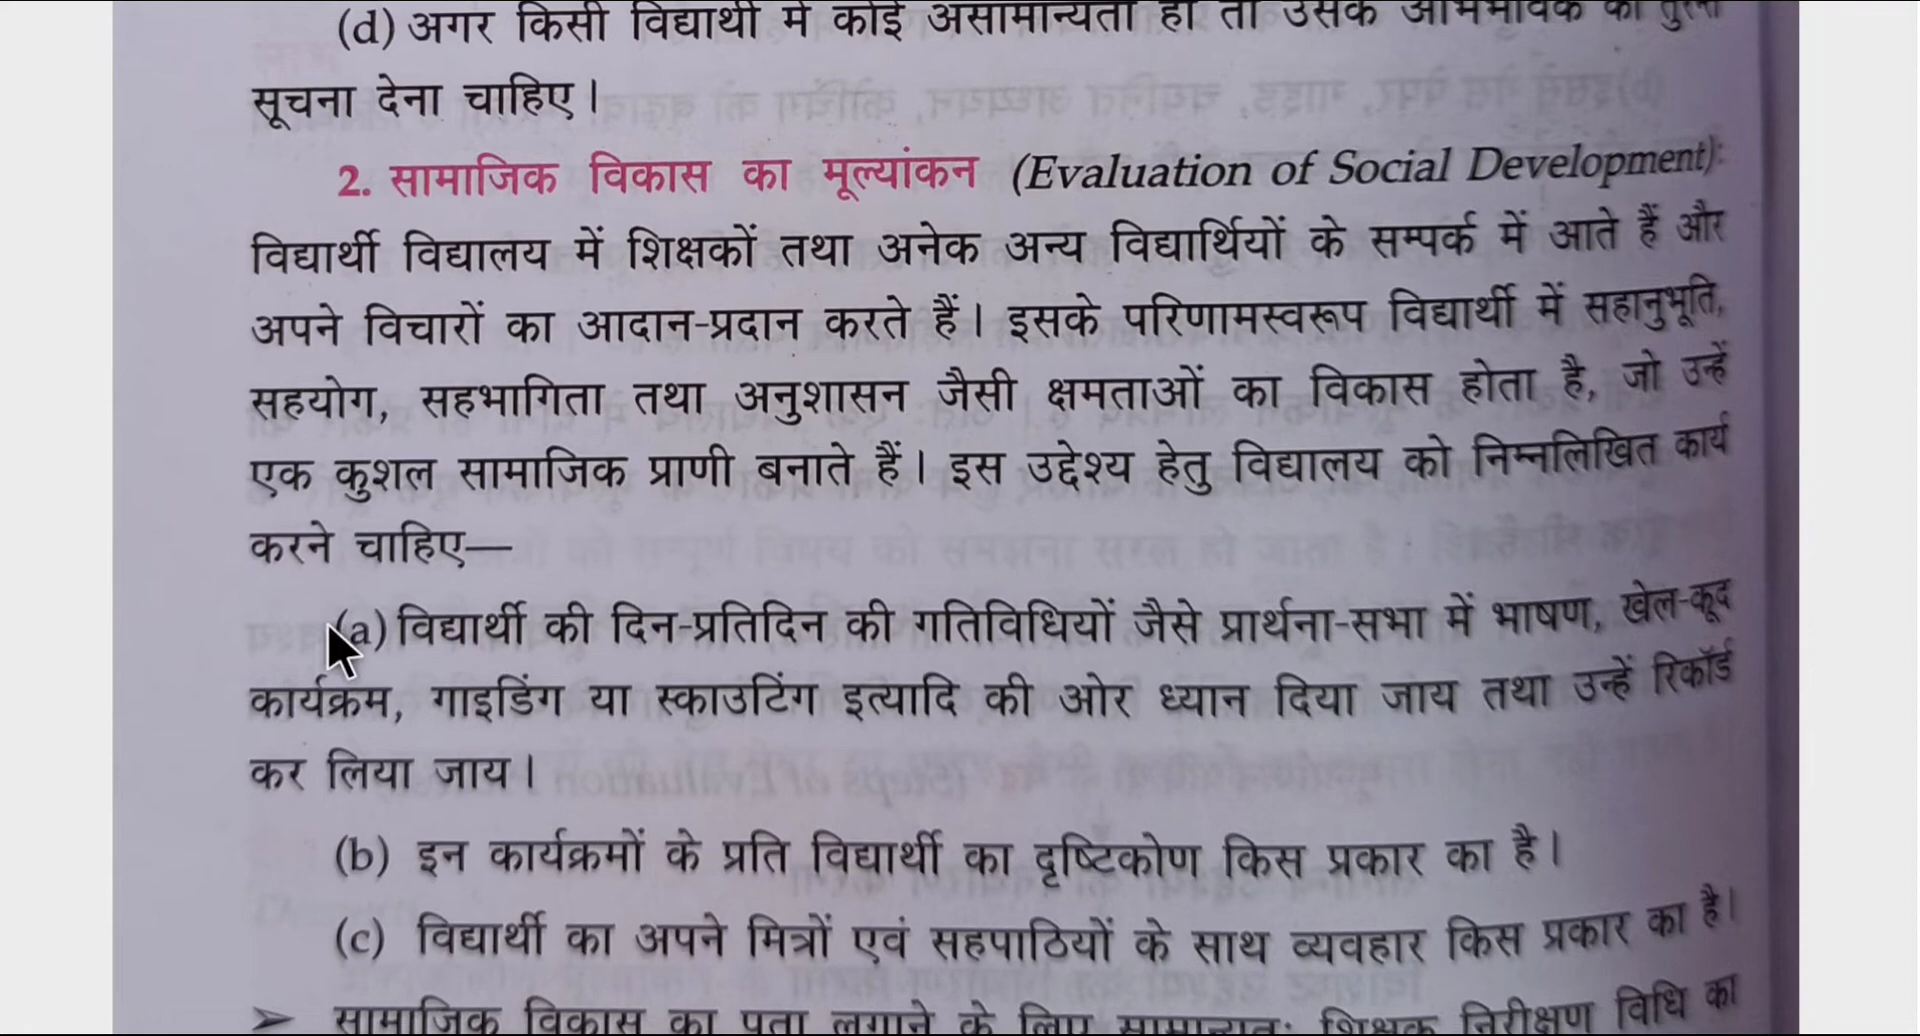 (d) अगर किसी विद्यार्थी में कोई असामान्यता हो तो उसके अभिभावक को तुरन्त
सूचना देना चाहिए।
2. सामाजिक विकास का मूल्यांकन (Evaluation of Social Development):
विद्यार्थी विद्यालय में शिक्षकों तथा अनेक अन्य विद्यार्थियों के सम्पर्क में आते हैं और
अपने विचारों का आदान-प्रदान करते हैं। इसके परिणामस्वरूप विद्यार्थी में सहानुभूति,
सहयोग, सहभागिता तथा अनुशासन जैसी क्षमताओं का विकास होता है, जो उन्हें
एक कुशल सामाजिक प्राणी बनाते हैं। इस उद्देश्य हेतु विद्यालय को निम्नलिखित कार्य
करने चाहिए—
(a) विद्यार्थी की दिन-प्रतिदिन की गतिविधियों जैसे प्रार्थना-सभा में भाषण, खेल-कूद
कार्यक्रम, गाइडिंग या स्काउटिंग इत्यादि की ओर ध्यान दिया जाय तथा उन्हें रिकॉर्ड
कर लिया जाय।
(b) इन कार्यक्रमों के प्रति विद्यार्थी का दृष्टिकोण किस प्रकार का है।
(c) विद्यार्थी का अपने मित्रों एवं सहपाठियों के साथ व्यवहार किस प्रकार का है।
➤ सामाजिक विकास का पता लगाने के लिए सामान्यतः शिक्षक निरीक्षण विधि का